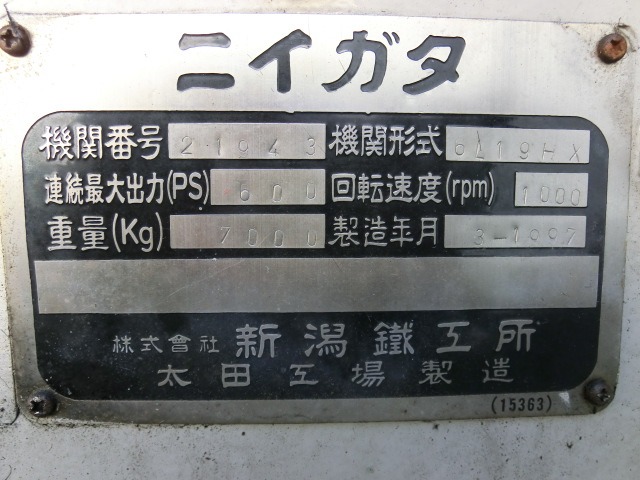 ニイガタ
機関番号 21943 機関形式 6L19HX
連続最大出力(PS) 600 回転速度(rpm) 1000
重量(Kg) 7000 製造年月 3-1997
株式會社 新潟鐵工所
太田工場製造
(15363)